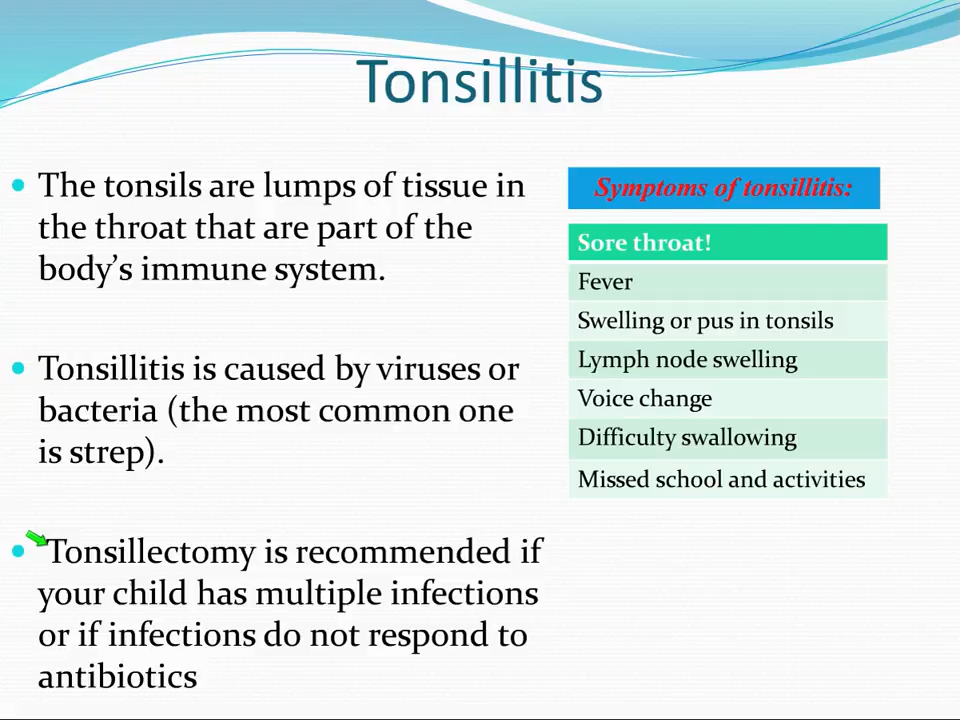 Tonsillitis
The tonsils are lumps of tissue in
the throat that are part of the
body's immune system.
Tonsillitis is caused by viruses or
bacteria (the most common one
is strep).
Tonsillectomy is recommended if
your child has multiple infections
or if infections do not respond to
antibiotics
Symptoms of tonsillitis:
Sore throat!
Fever
Swelling or pus in tonsils
Lymph node swelling
Voice change
Difficulty swallowing
Missed school and activities